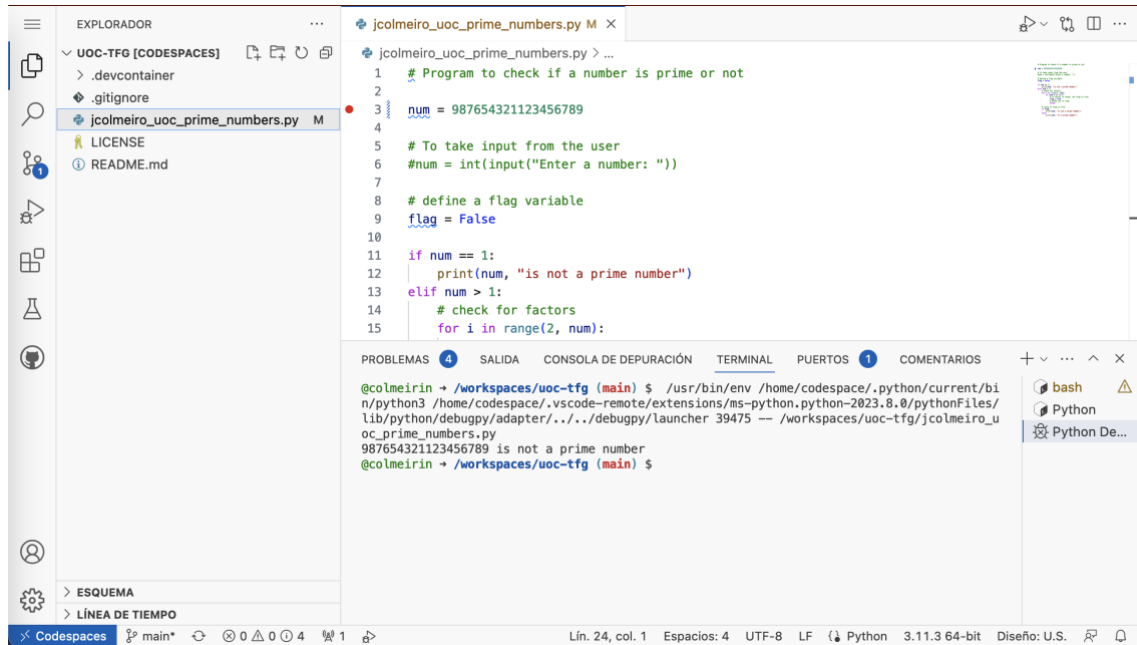 EXPLORADOR
UOC-TFG [CODESPACES]
.devcontainer
.gitignore
jcolmeiro_uoc_prime_numbers.py M
LICENSE
README.md
1
ESQUEMA
LÍNEA DE TIEMPO
jcolmeiro_uoc_prime_numbers.py M
jcolmeiro_uoc_prime_numbers.py > ...
1 # Program to check if a number is prime or not
2
3 num = 987654321123456789
4
5 # To take input from the user
6 #num = int(input("Enter a number: "))
7
8 # define a flag variable
9 flag = False
10
11 if num == 1:
12 print(num, "is not a prime number")
13 elif num > 1:
14 # check for factors
15 for i in range(2, num):
PROBLEMAS 4 SALIDA CONSOLA DE DEPURACIÓN TERMINAL PUERTOS 1 COMENTARIOS
@colmeirin → /workspaces/uoc-tfg (main) $ /usr/bin/env /home/codespace/.python/current/bi
n/python3 /home/codespace/.vscode-remote/extensions/ms-python.python-2023.8.0/pythonFiles/
lib/python/debugpy/adapter/../../debugpy/launcher 39475 -- /workspaces/uoc-tfg/jcolmeiro_u
oc_prime_numbers.py
987654321123456789 is not a prime number
@colmeirin → /workspaces/uoc-tfg (main) $
bash
Python
Python De...
Codespaces main* 0 0 4 1 Lín. 24, col. 1 Espacios: 4 UTF-8 LF Python 3.11.3 64-bit Diseño: U.S.